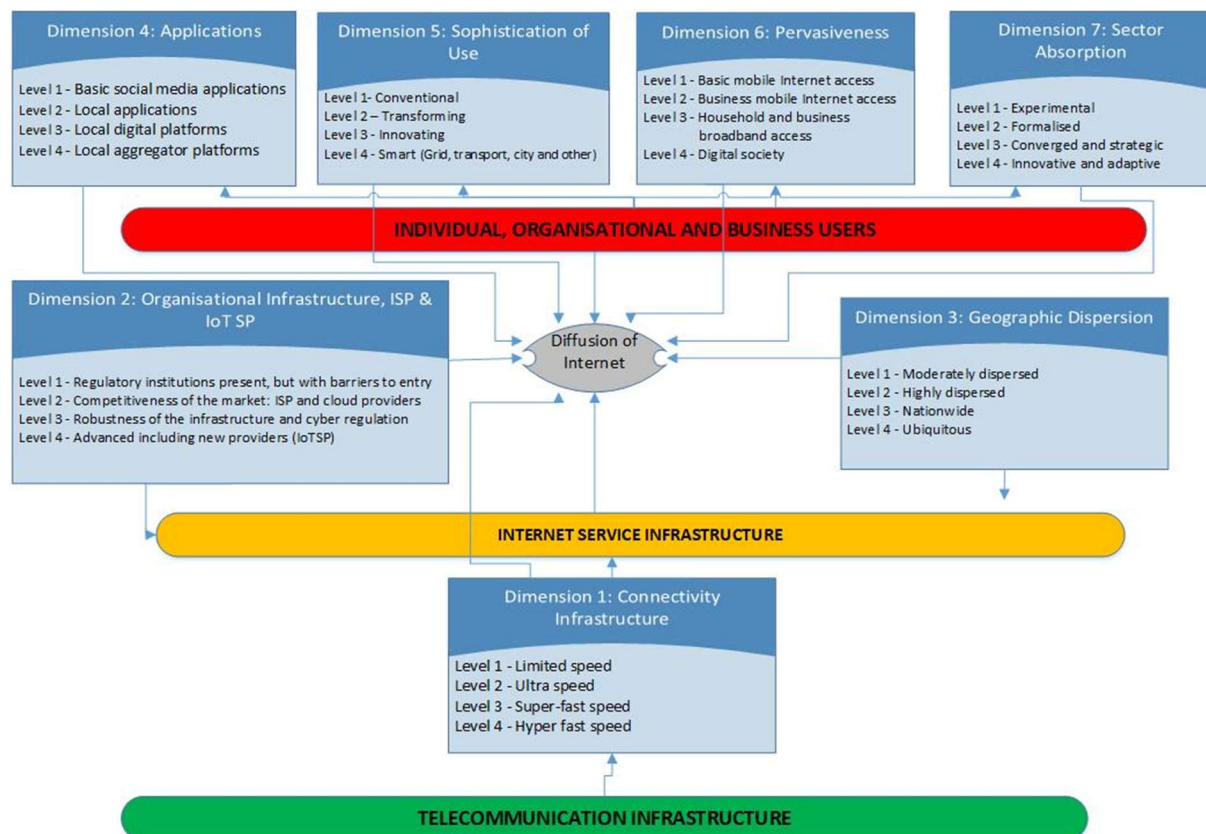 Dimension 4: Applications
Level 1 - Basic social media applications
Level 2 - Local applications
Level 3 - Local digital platforms
Level 4 - Local aggregator platforms
Dimension 5: Sophistication of
Use
Level 1- Conventional
Level 2 – Transforming
Level 3 - Innovating
Level 4 - Smart (Grid, transport, city and other)
Dimension 6: Pervasiveness
Level 1 - Basic mobile Internet access
Level 2 - Business mobile Internet access
Level 3 - Household and business
broadband access
Level 4 - Digital society
Dimension 7: Sector
Absorption
Level 1 - Experimental
Level 2 - Formalised
Level 3 - Converged and strategic
Level 4 - Innovative and adaptive
INDIVIDUAL, ORGANISATIONAL AND BUSINESS USERS
Dimension 2: Organisational Infrastructure, ISP &
IoT SP
Level 1 - Regulatory institutions present, but with barriers to entry
Level 2 - Competitiveness of the market: ISP and cloud providers
Level 3 - Robustness of the infrastructure and cyber regulation
Level 4 - Advanced including new providers (IoTSP)
Diffusion of
Internet
Dimension 3: Geographic Dispersion
Level 1 - Moderately dispersed
Level 2 - Highly dispersed
Level 3 - Nationwide
Level 4 - Ubiquitous
INTERNET SERVICE INFRASTRUCTURE
Dimension 1: Connectivity
Infrastructure
Level 1 - Limited speed
Level 2 - Ultra speed
Level 3 - Super-fast speed
Level 4 - Hyper fast speed
TELECOMMUNICATION INFRASTRUCTURE